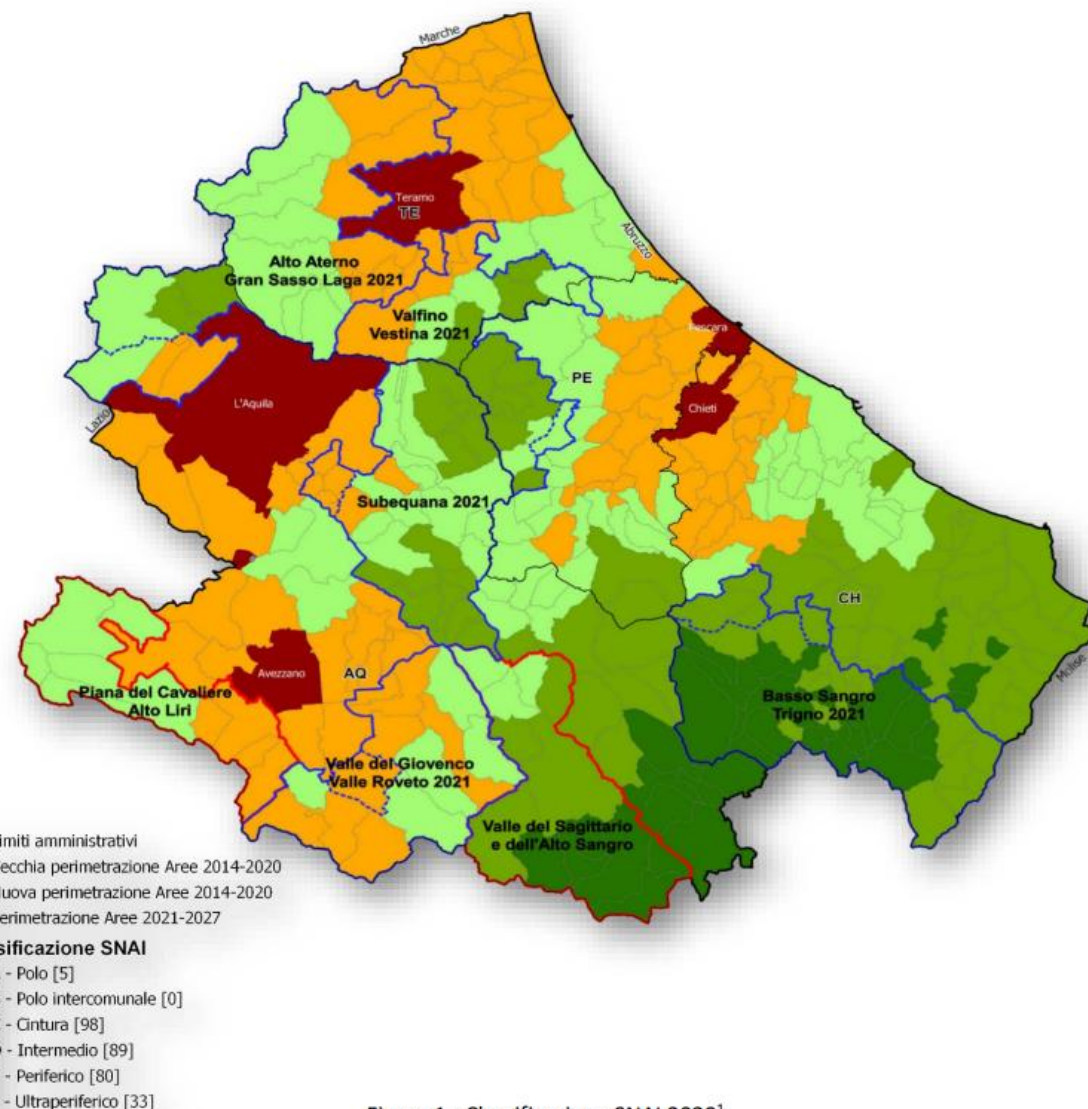 Marche
Teramo
TE
Abruzzo
Alto Aterno
Gran Sasso Laga 2021
Valfino
Vestina 2021
Pescara
PE
L'Aquila
Chieti
Lazio
Subequana 2021
CH
Avezzano
AQ
Molise
Piana del Cavaliere
Alto Liri
Basso Sangro
Trigno 2021
Valle del Giovenco
Valle Roveto 2021
Valle del Sagittario
e dell'Alto Sangro
imiti amministrativi
ecchia perimetrazione Aree 2014-2020
uova perimetrazione Aree 2014-2020
erimetrazione Aree 2021-2027
sificazione SNAI
- Polo [5]
- Polo intercomunale [0]
- Cintura [98]
- Intermedio [89]
- Periferico [80]
- Ultraperiferico [33]